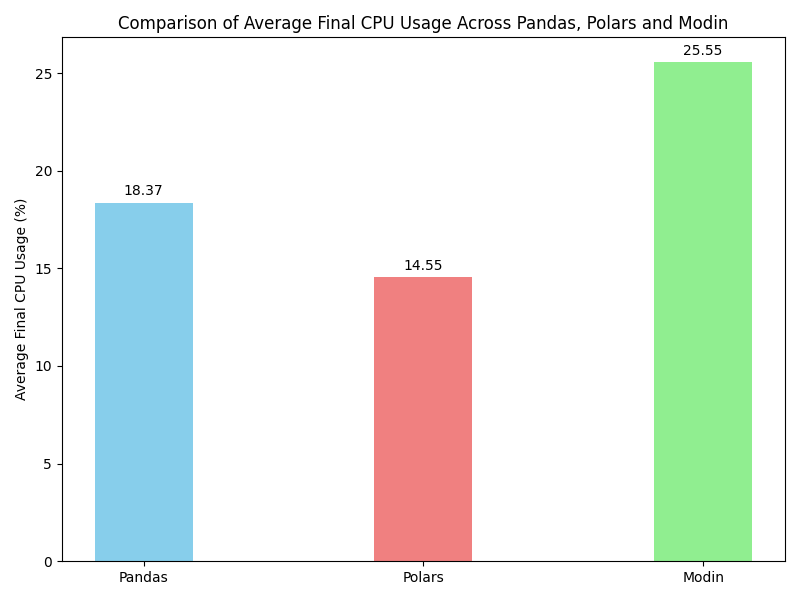 Comparison of Average Final CPU Usage Across Pandas, Polars and Modin
Average Final CPU Usage (%)
25
20
15
10
5
0
18.37
14.55
25.55
Pandas
Polars
Modin